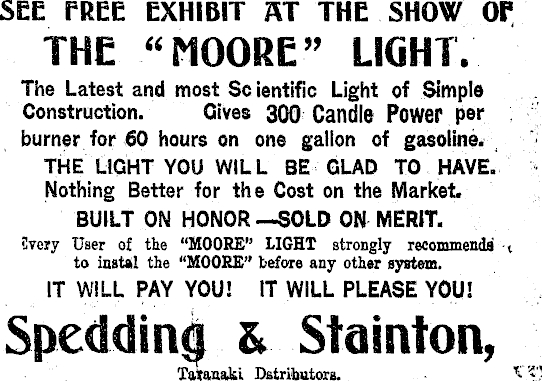 SEE FREE EXHIBIT AT THE SHOW OF
THE “MOORE” LIGHT.
The Latest and most Scientific Light of Simple
Construction. Gives 300 Candle Power per
burner for 60 hours on one gallon of gasoline.
THE LIGHT YOU WILL BE GLAD TO HAVE.
Nothing Better for the Cost on the Market.
BUILT ON HONOR—SOLD ON MERIT.
Every User of the “MOORE” LIGHT strongly recommends
to instal the “MOORE” before any other system.
IT WILL PAY YOU! IT WILL PLEASE YOU!
Spedding & Stainton,
Taranaki Dstributors.